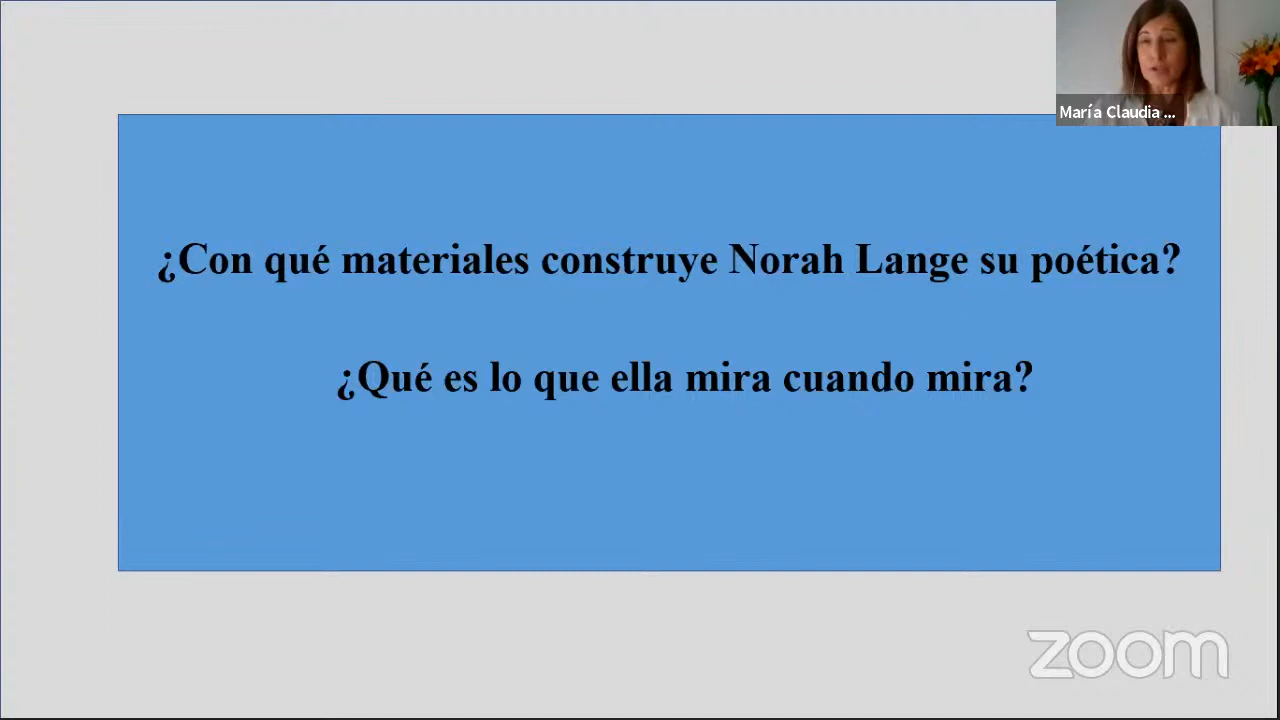 María Claudia ...
¿Con qué materiales construye Norah Lange su poética?
¿Qué es lo que ella mira cuando mira?
zoom